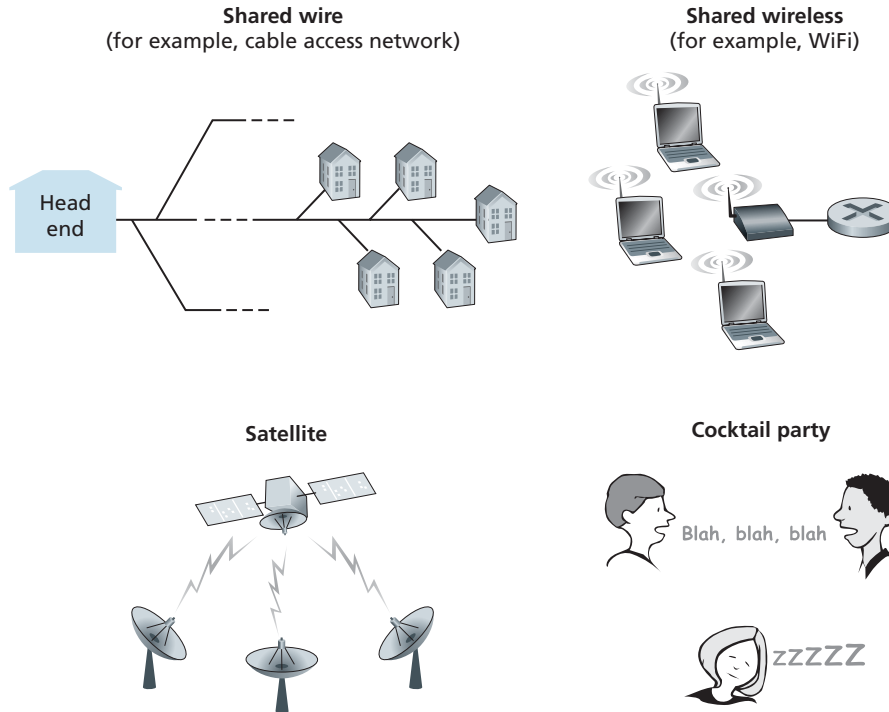 Shared wire
(for example, cable access network)
Shared wireless
(for example, WiFi)
Head
end
Satellite
Cocktail party
Blah, blah, blah
zzzzz